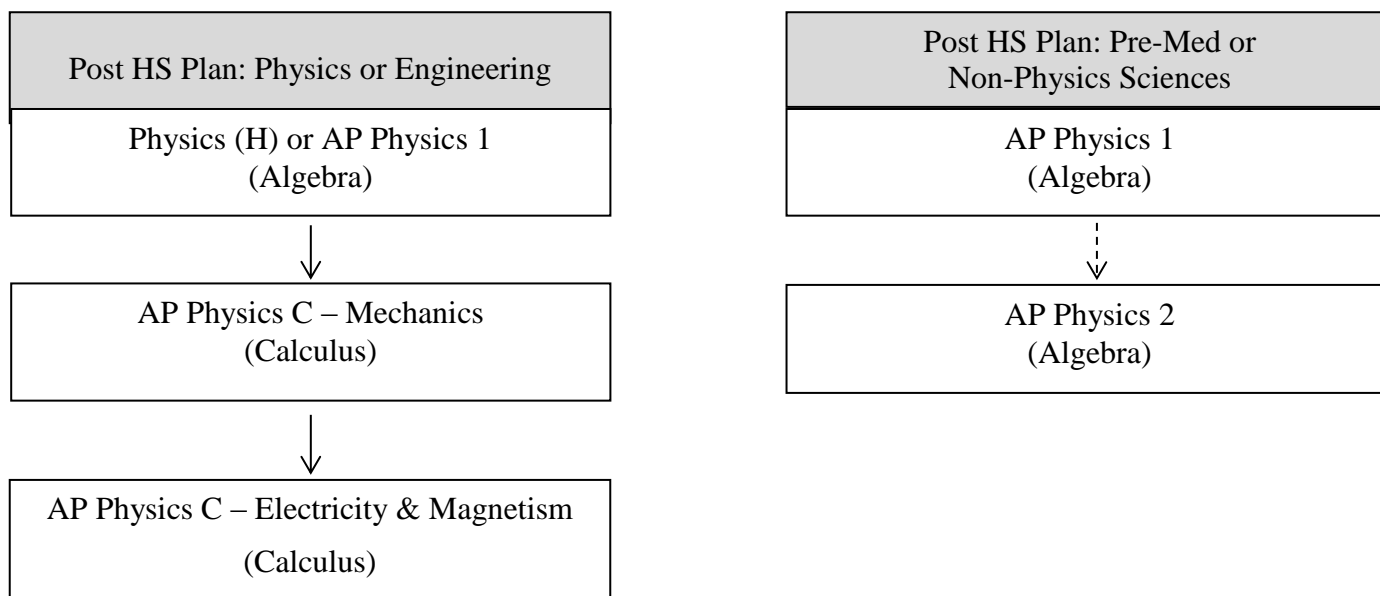 Post HS Plan: Physics or Engineering
Physics (H) or AP Physics 1
(Algebra)
AP Physics C – Mechanics
(Calculus)
AP Physics C – Electricity & Magnetism
(Calculus)
Post HS Plan: Pre-Med or
Non-Physics Sciences
AP Physics 1
(Algebra)
AP Physics 2
(Algebra)